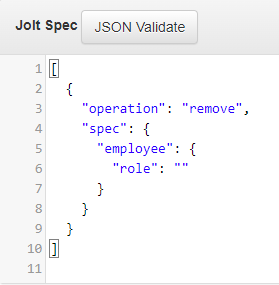 Jolt Spec JSON Validate
1 [
2   {
3     "operation": "remove",
4     "spec": {
5       "employee": {
6         "role": ""
7       }
8     }
9   }
10 ]
11